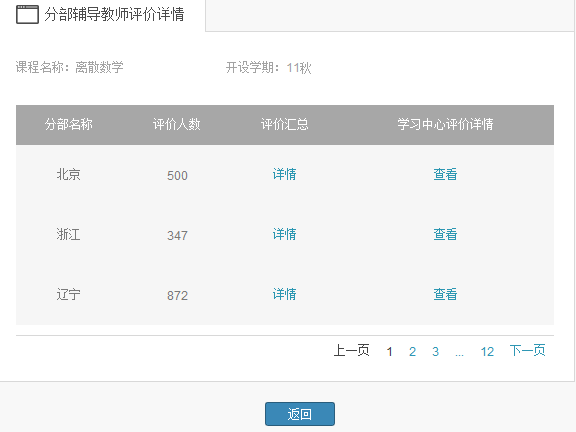 分部辅导教师评价详情
课程名称：离散数学 开设学期：11秋
分部名称 评价人数 评价汇总 学习中心评价详情
北京 500 详情 查看
浙江 347 详情 查看
辽宁 872 详情 查看
上一页 1 2 3 ... 12 下一页
返回